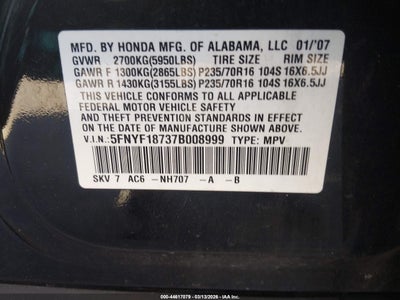 MFD. BY HONDA MFG. OF ALABAMA, LLC 01/'07
GVWR 2700KG(5950LBS) TIRE SIZE RIM SIZE
GAWR F 1300KG(2865LBS) P235/70R16 104S 16X6.5JJ
GAWR R 1430KG(3155LBS) P235/70R16 104S 16X6.5JJ
THIS VEHICLE CONFORMS TO ALL APPLICABLE
FEDERAL MOTOR VEHICLE SAFETY
AND THEFT PREVENTION STANDARDS IN EFFECT
ON THE DATE OF MANUFACTURE SHOWN ABOVE.
V.I.N.: 5FNYF18737B008999 TYPE: MPV
SKV 7 AC6 -NH707 -A -B
000-44617079 - 03/13/2026 - IAA Inc.